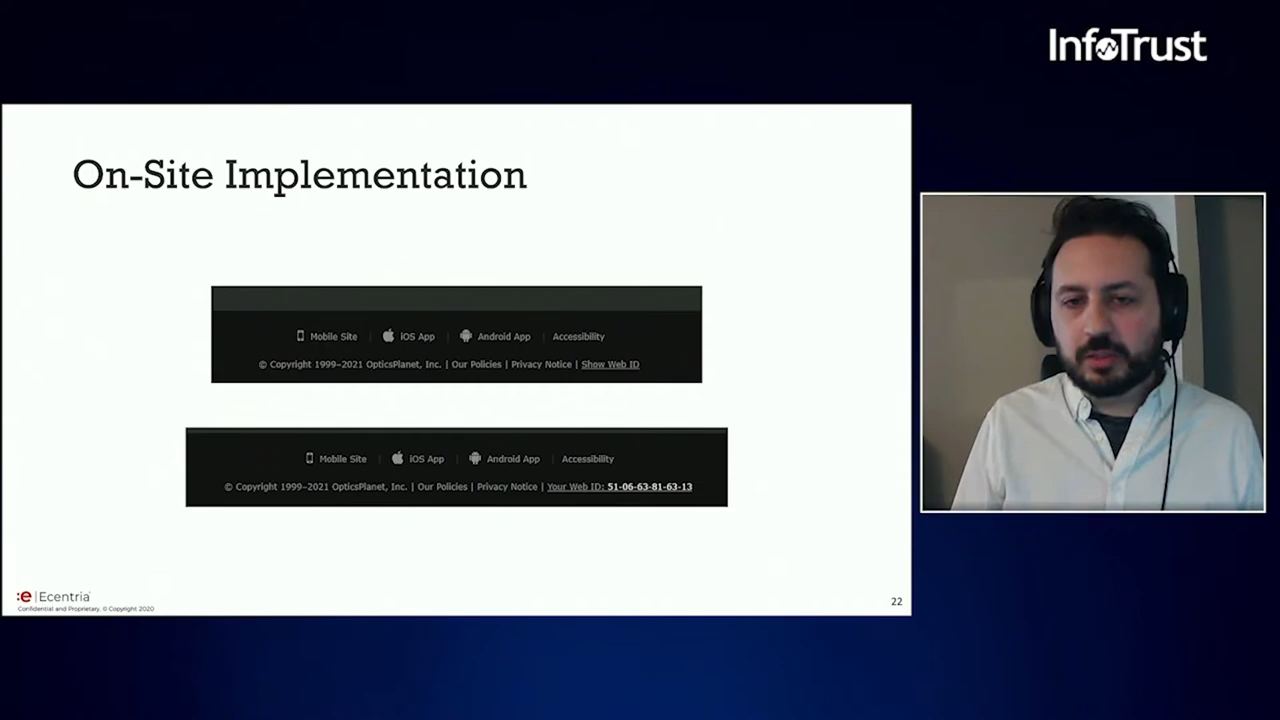 InfoTrust
On-Site Implementation
Mobile Site | iOS App | Android App | Accessibility
© Copyright 1999–2021 OpticsPlanet, Inc. | Our Policies | Privacy Notice | Show Web ID
Mobile Site | iOS App | Android App | Accessibility
© Copyright 1999–2021 OpticsPlanet, Inc. | Our Policies | Privacy Notice | Your Web ID: 51-06-63-81-63-13
:e | Ecentria
Confidential and Proprietary. © Copyright 2020
22